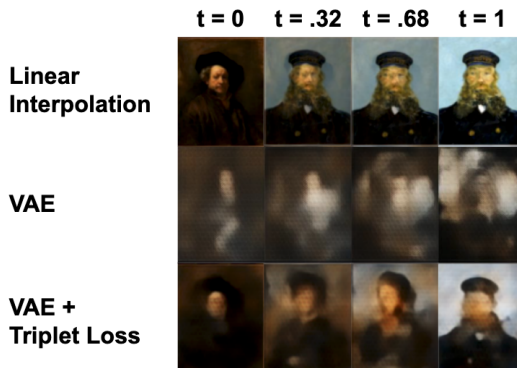 t = 0 t = .32 t = .68 t = 1
Linear
Interpolation
VAE
VAE +
Triplet Loss